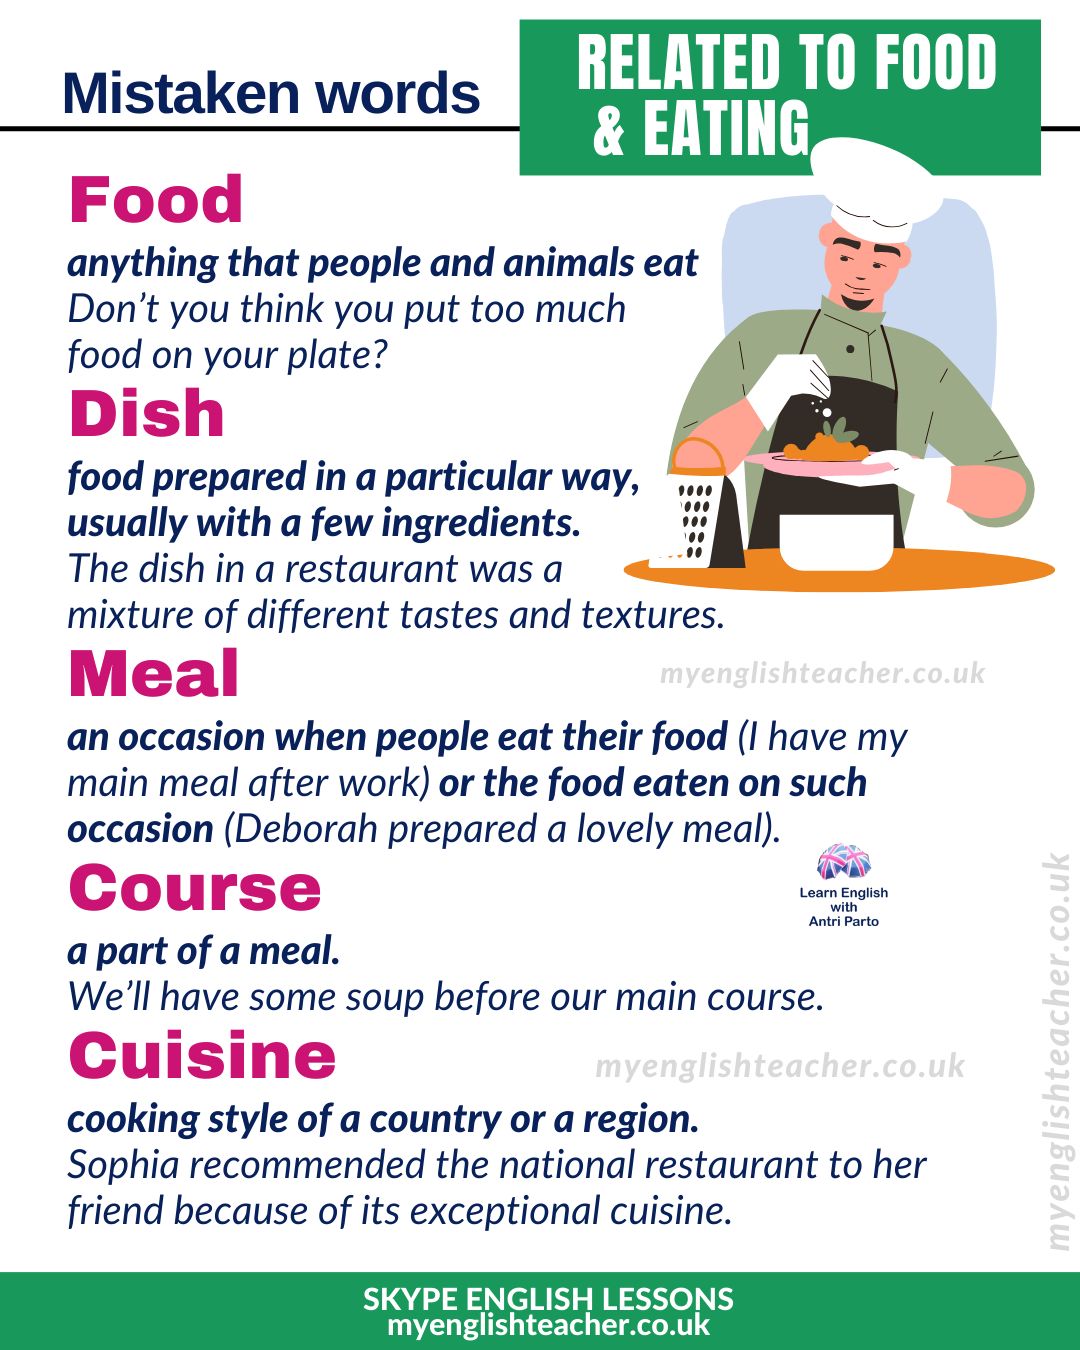 Mistaken words
RELATED TO FOOD
& EATING
Food
anything that people and animals eat
Don't you think you put too much
food on your plate?
Dish
food prepared in a particular way,
usually with a few ingredients.
The dish in a restaurant was a
mixture of different tastes and textures.
myenglishteacher.co.uk
Meal
an occasion when people eat their food (I have my
main meal after work) or the food eaten on such
occasion (Deborah prepared a lovely meal).
Learn English
with
Antri Parto
Course
a part of a meal.
We'll have some soup before our main course.
Cuisine
myenglishteacher.co.uk
cooking style of a country or a region.
Sophia recommended the national restaurant to her
friend because of its exceptional cuisine.
myenglishteacher.co.uk
SKYPE ENGLISH LESSONS
myenglishteacher.co.uk